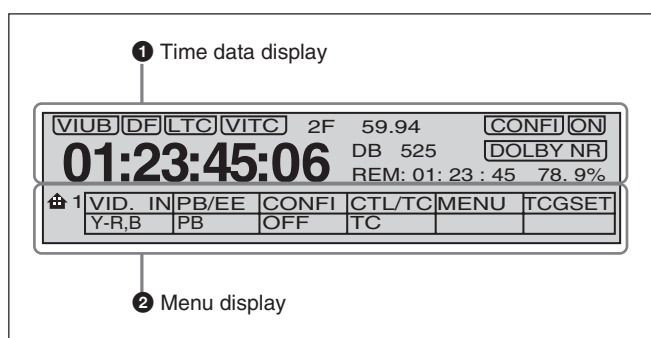 ❶ Time data display
VIUB DF LTC VITC 2F 59.94 CONFI ON
01:23:45:06 DB 525 DOLBY NR
REM: 01: 23 : 45 78. 9%
1 VID. IN PB/EE CONFI CTL/TC MENU TCGSET
Y-R,B PB OFF TC
❷ Menu display